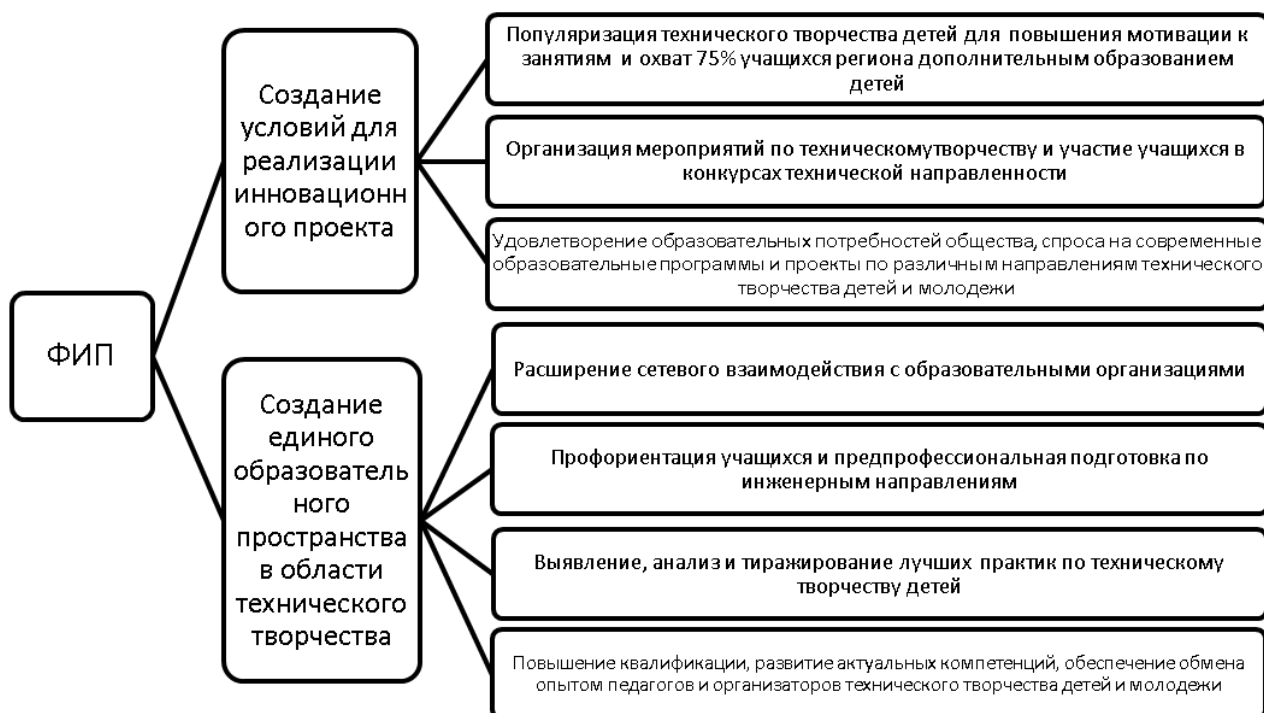 ФИП
Создание
условий для
реализации
инновационн
ого проекта
Популяризация технического творчества детей для повышения мотивации к
занятиям и охват 75% учащихся региона дополнительным образованием
детей
Организация мероприятий по техническомутворчеству и участие учащихся в
конкурсах технической направленности
Удовлетворение образовательных потребностей общества, спроса на современные
образовательные программы и проекты по различным направлениям технического
творчества детей и молодежи
Создание
единого
образователь
ного
пространства
в области
технического
творчества
Расширение сетевого взаимодействия с образовательными организациями
Профориентация учащихся и предпрофессиональная подготовка по
инженерным направлениям
Выявление, анализ и тиражирование лучших практик по техническому
творчеству детей
Повышение квалификации, развитие актуальных компетенций, обеспечение обмена
опытом педагогов и организаторов технического творчества детей и молодежи